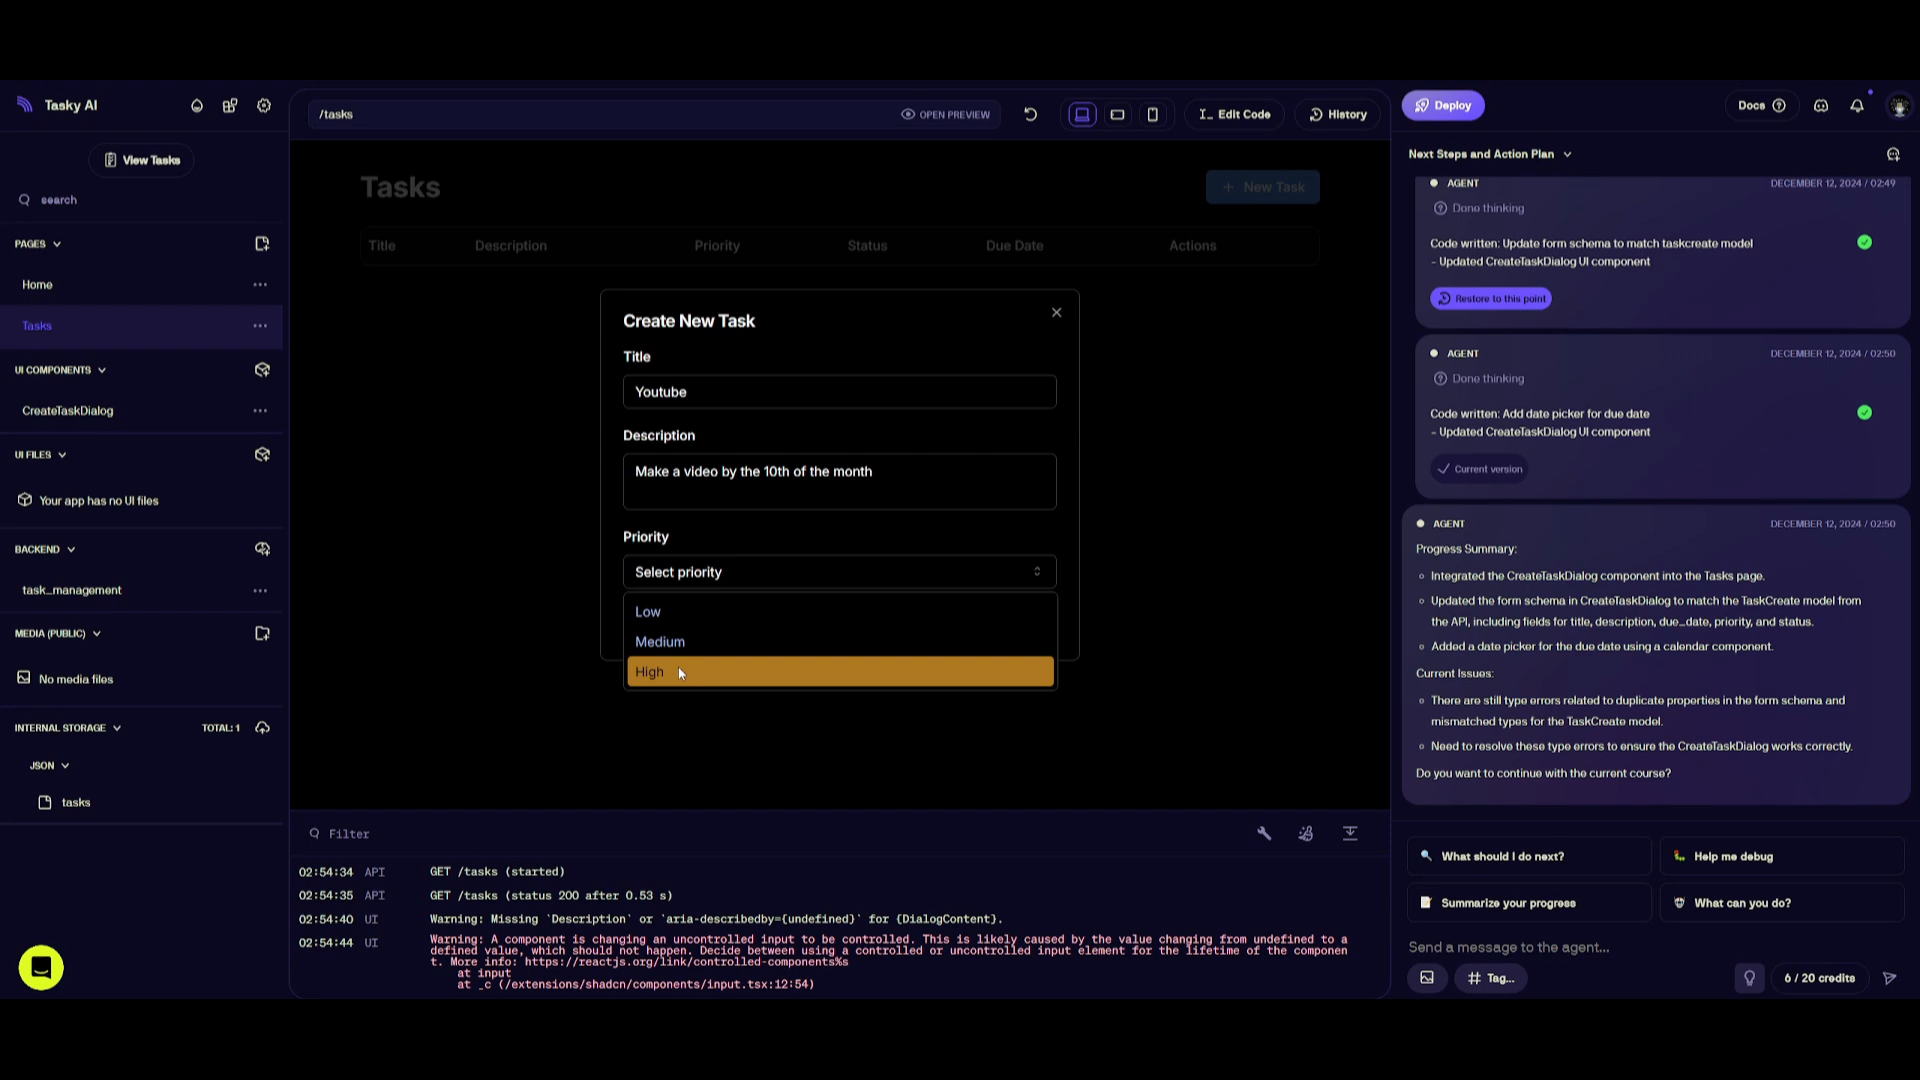 Tasky AI
View Tasks
search
PAGES
Home
Tasks
UI COMPONENTS
CreateTaskDialog
UI FILES
Your app has no UI files
BACKEND
task_management
MEDIA (PUBLIC)
No media files
INTERNAL STORAGE TOTAL: 1
JSON
tasks
/tasks OPEN PREVIEW Edit Code History
Tasks
+ New Task
Title Description Priority Status Due Date Actions
Create New Task
Title
Youtube
Description
Make a video by the 10th of the month
Priority
Select priority
Low
Medium
High
Filter
02:54:34 API GET /tasks (started)
02:54:35 API GET /tasks (status 200 after 0.53 s)
02:54:40 UI Warning: Missing `Description` or `aria-describedby={undefined}` for {DialogContent}.
02:54:44 UI Warning: A component is changing an uncontrolled input to be controlled. This is likely caused by the value changing from undefined to a
defined value, which should not happen. Decide between using a controlled or uncontrolled input element for the lifetime of the componen
t. More info: https://reactjs.org/link/controlled-components%s
at input
at _c (/extensions/shadcn/components/input.tsx:12:54)
Deploy Docs
Next Steps and Action Plan
AGENT DECEMBER 12, 2024 / 02:49
Done thinking
Code written: Update form schema to match taskcreate model
- Updated CreateTaskDialog UI component
Restore to this point
AGENT DECEMBER 12, 2024 / 02:50
Done thinking
Code written: Add date picker for due date
- Updated CreateTaskDialog UI component
Current version
AGENT DECEMBER 12, 2024 / 02:50
Progress Summary:
Integrated the CreateTaskDialog component into the Tasks page.
Updated the form schema in CreateTaskDialog to match the TaskCreate model from
the API, including fields for title, description, due_date, priority, and status.
Added a date picker for the due date using a calendar component.
Current Issues:
There are still type errors related to duplicate properties in the form schema and
mismatched types for the TaskCreate model.
Need to resolve these type errors to ensure the CreateTaskDialog works correctly.
Do you want to continue with the current course?
What should I do next? Help me debug
Summarize your progress What can you do?
Send a message to the agent...
# Tag... 6 / 20 credits